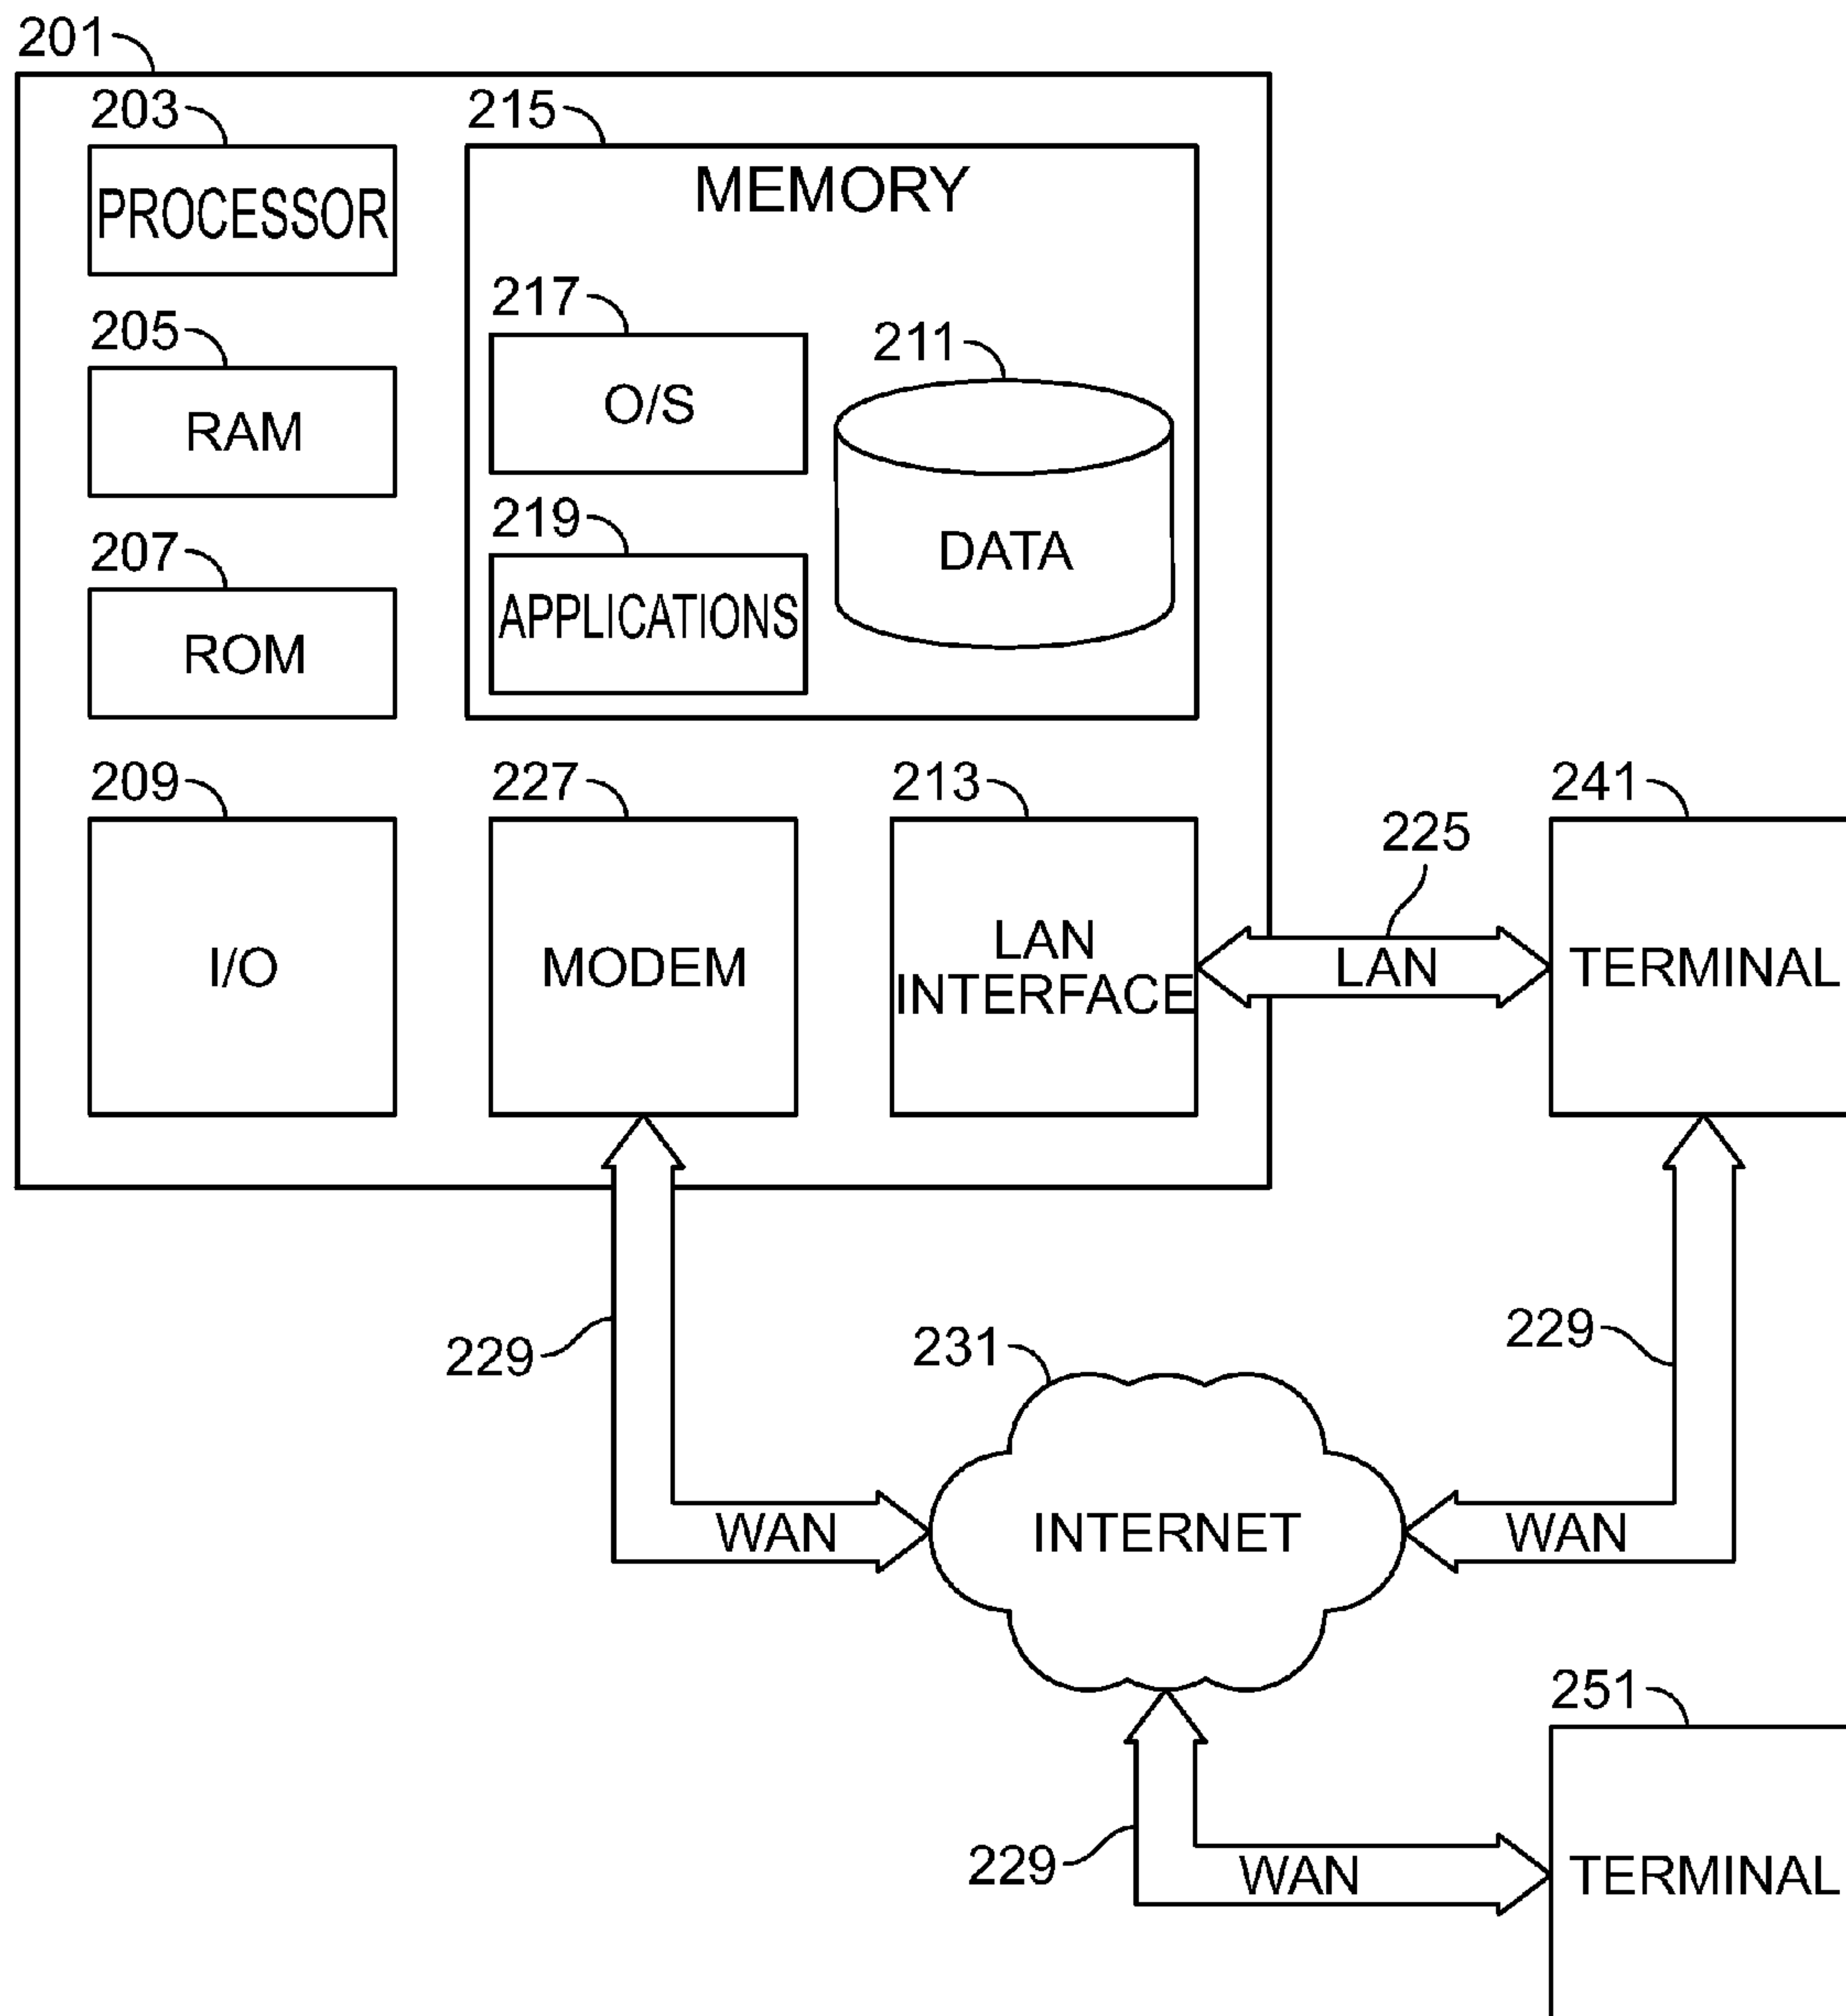 201
203
PROCESSOR
215
MEMORY
205
RAM
217
O/S
211
DATA
207
ROM
219
APPLICATIONS
209
I/O
227
MODEM
213
LAN
INTERFACE
225
LAN
241
TERMINAL
229
WAN
231
INTERNET
229
WAN
229
WAN
251
TERMINAL